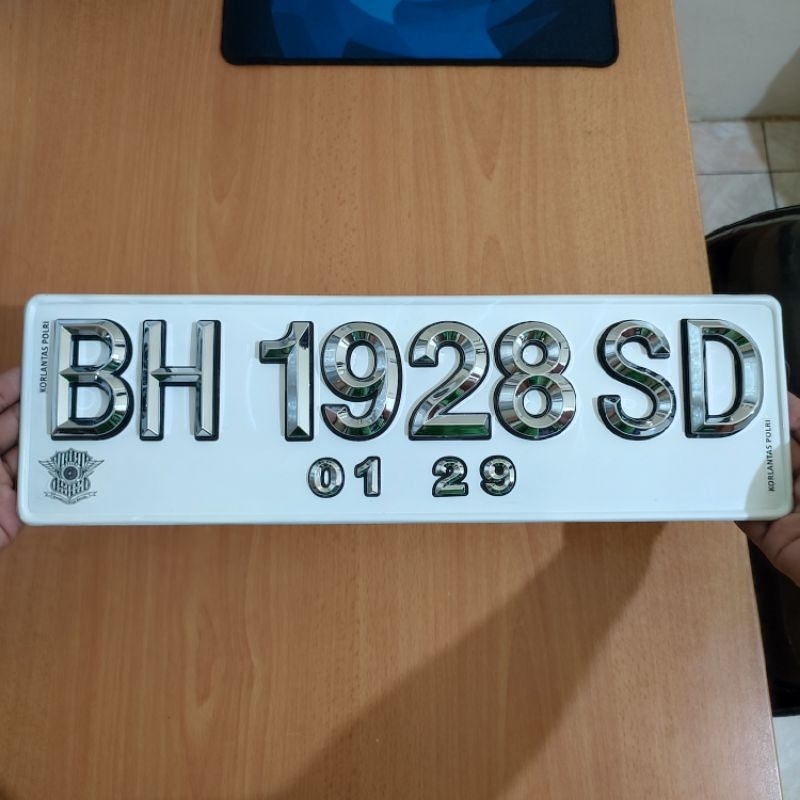 KORLANTAS POLRI
BH 1928 SD
01 29
KORLANTAS POLRI